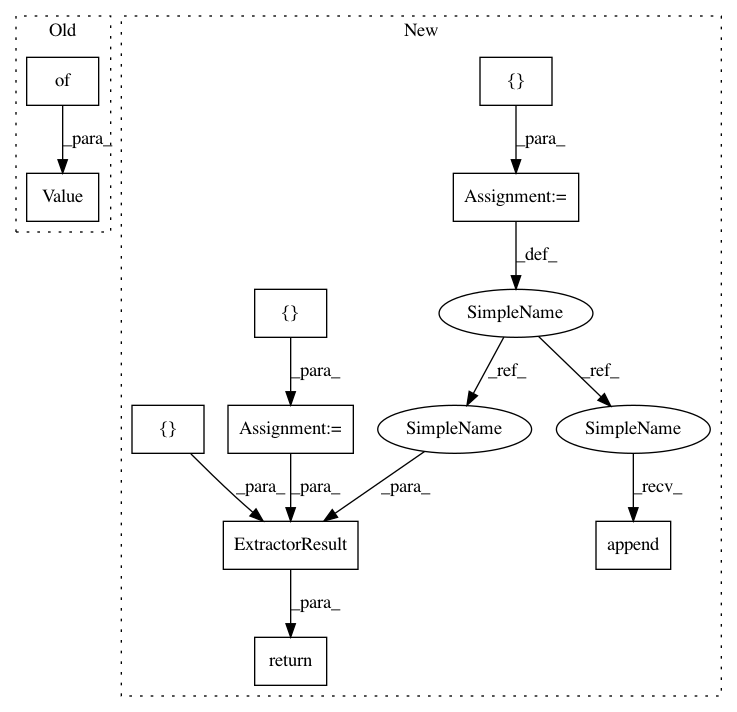 Old
New
of
{}
_para_
_para_
Value
Assignment:=
_def_
{}
SimpleName
_para_
_ref_
_ref_
{}
Assignment:=
SimpleName
SimpleName
_para_
_para_
_para_
_recv_
ExtractorResult
append
_para_
return